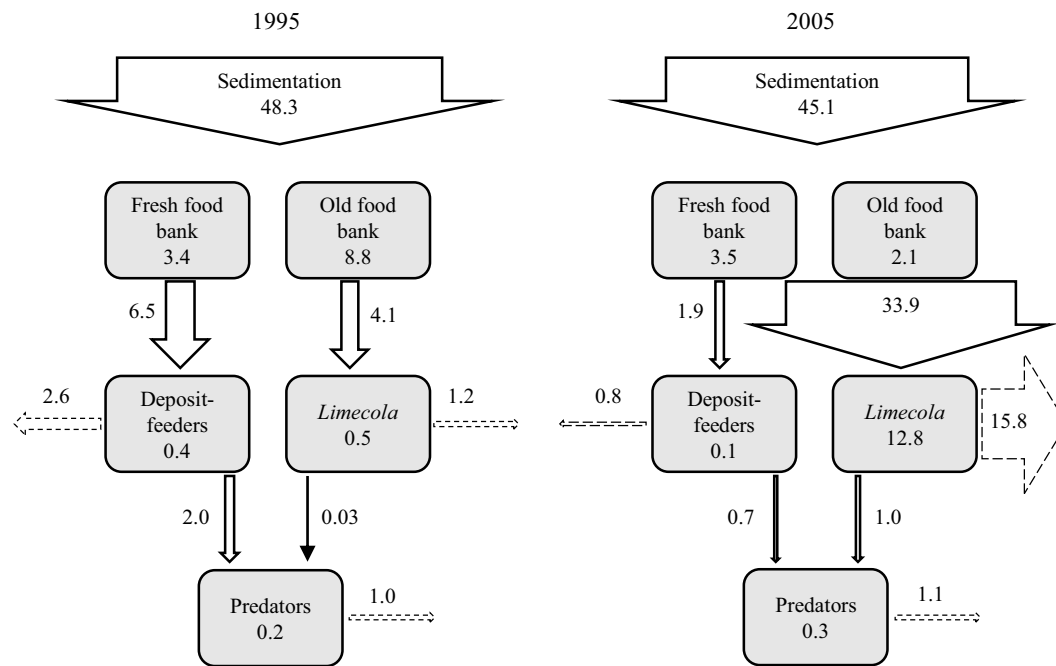 1995
Sedimentation
48.3
Fresh food
bank
3.4
Old food
bank
8.8
6.5
4.1
2.6
Deposit-
feeders
0.4
Limecola
0.5
1.2
2.0
0.03
Predators
0.2
1.0
2005
Sedimentation
45.1
Fresh food
bank
3.5
Old food
bank
2.1
1.9
33.9
0.8
Deposit-
feeders
0.1
Limecola
12.8
15.8
0.7
1.0
Predators
0.3
1.1